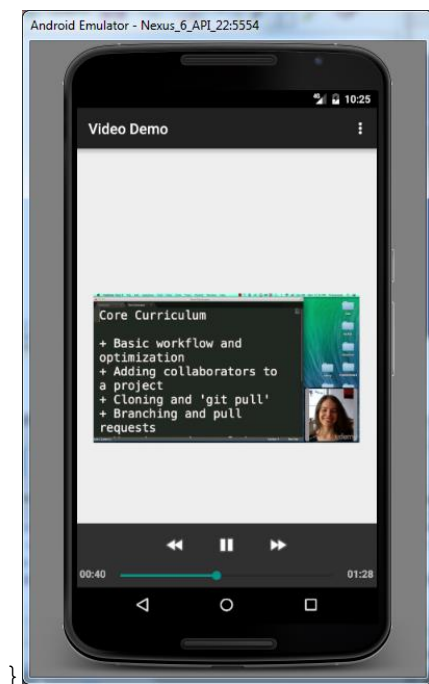 Android Emulator - Nexus_6_API_22:5554
10:25
Video Demo
Core Curriculum
+ Basic workflow and
optimization
+ Adding collaborators to
a project
+ Cloning and 'git pull'
+ Branching and pull
requests
00:40
01:28
}